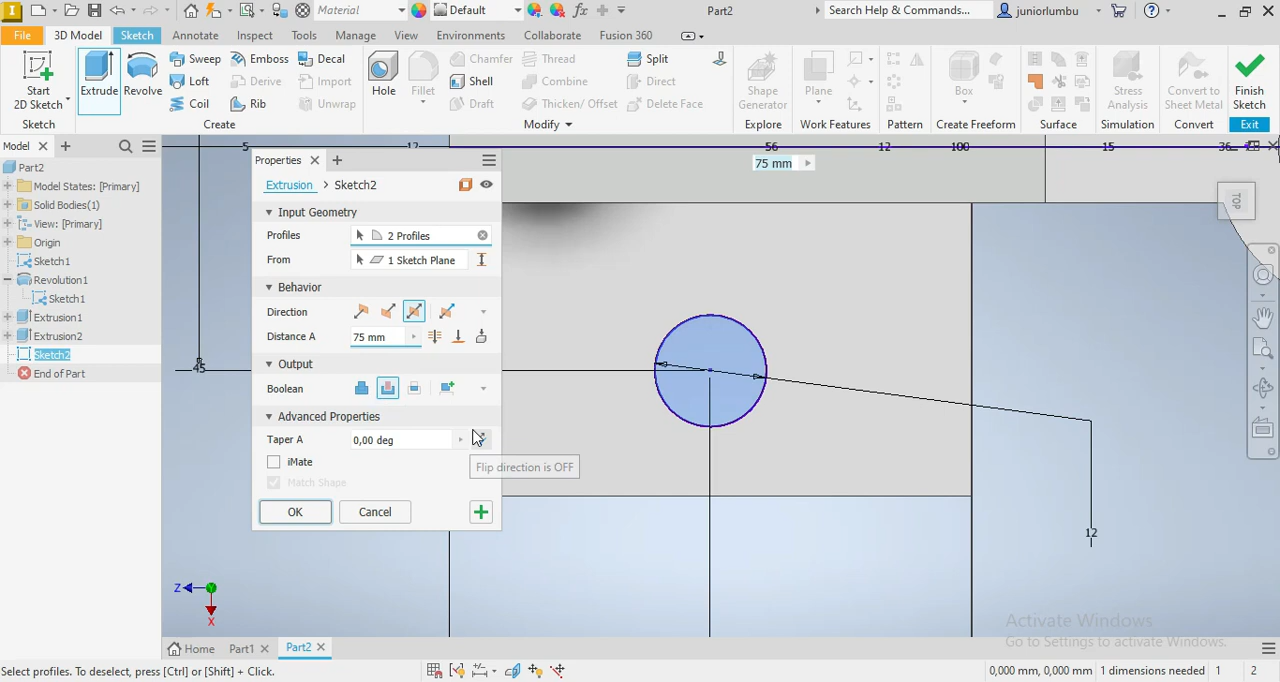 Material
Default
Part2
Search Help & Commands...
juniorlumbu
File
3D Model
Sketch
Annotate
Inspect
Tools
Manage
View
Environments
Collaborate
Fusion 360
Start
2D Sketch
Extrude
Revolve
Sweep
Emboss
Decal
Loft
Derive
Import
Coil
Rib
Unwrap
Hole
Fillet
Chamfer
Thread
Split
Shell
Combine
Direct
Draft
Thicken/ Offset
Delete Face
Shape
Generator
Plane
Box
Stress
Analysis
Convert to
Sheet Metal
Finish
Sketch
Sketch
Create
Modify
Explore
Work Features
Pattern
Create Freeform
Surface
Simulation
Convert
Exit
Model
Part2
Model States: [Primary]
Solid Bodies(1)
View: [Primary]
Origin
Sketch1
Revolution1
Sketch1
Extrusion1
Extrusion2
Sketch2
End of Part
5
12
56
12
100
15
36
75 mm
TOP
Properties
Extrusion > Sketch2
Input Geometry
Profiles
2 Profiles
From
1 Sketch Plane
Behavior
Direction
Distance A
75 mm
Output
Boolean
Advanced Properties
Taper A
0,00 deg
iMate
Match Shape
Flip direction is OFF
OK
Cancel
45
12
Z
Y
X
Activate Windows
Go to Settings to activate Windows.
Home
Part1
Part2
Select profiles. To deselect, press [Ctrl] or [Shift] + Click.
0,000 mm, 0,000 mm
1 dimensions needed
1
2